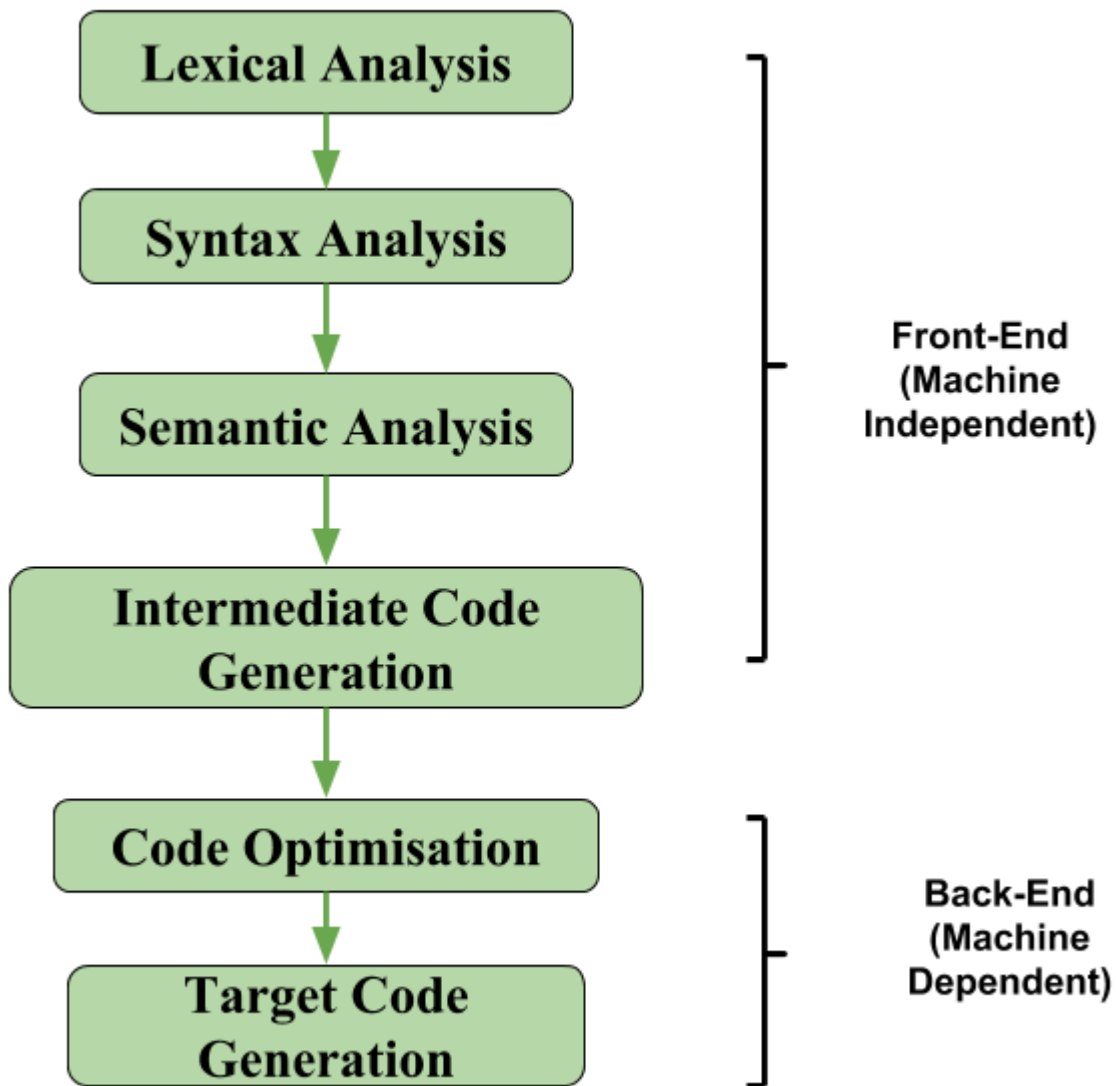 Lexical Analysis
Syntax Analysis
Semantic Analysis
Intermediate Code
Generation
Code Optimisation
Target Code
Generation
Front-End
(Machine
Independent)
Back-End
(Machine
Dependent)